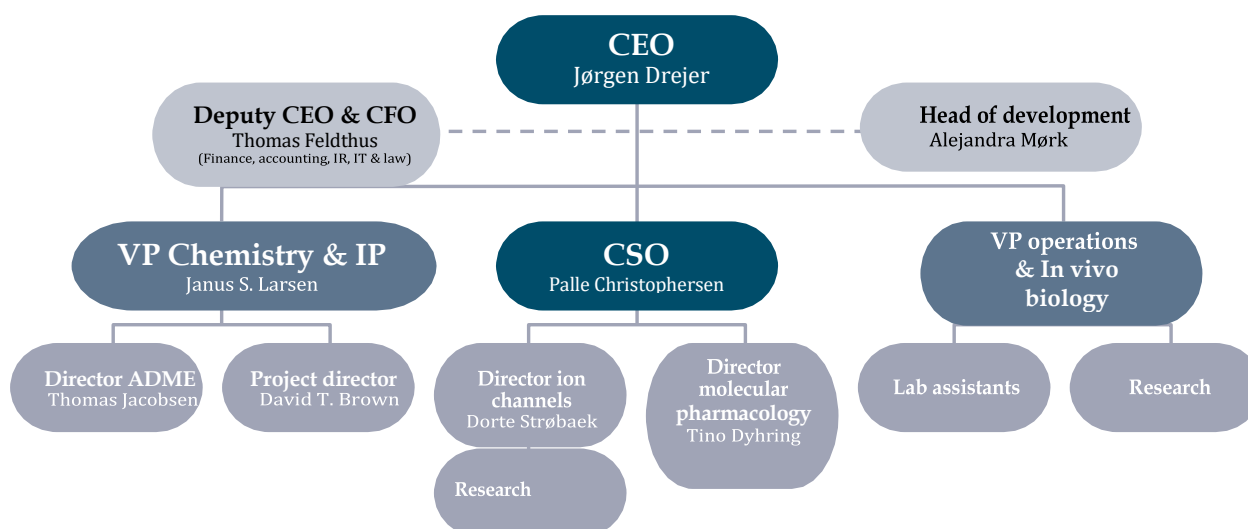 CEO
Jørgen Drejer
Deputy CEO & CFO
Thomas Feldthus
(Finance, accounting, IR, IT & law)
Head of development
Alejandra Mørk
VP Chemistry & IP
Janus S. Larsen
CSO
Palle Christophersen
VP operations
& In vivo
biology
Director ADME
Thomas Jacobsen
Project director
David T. Brown
Director ion
channels
Dorte Strøbaek
Director
molecular
pharmacology
Tino Dyhring
Lab assistants
Research
Research